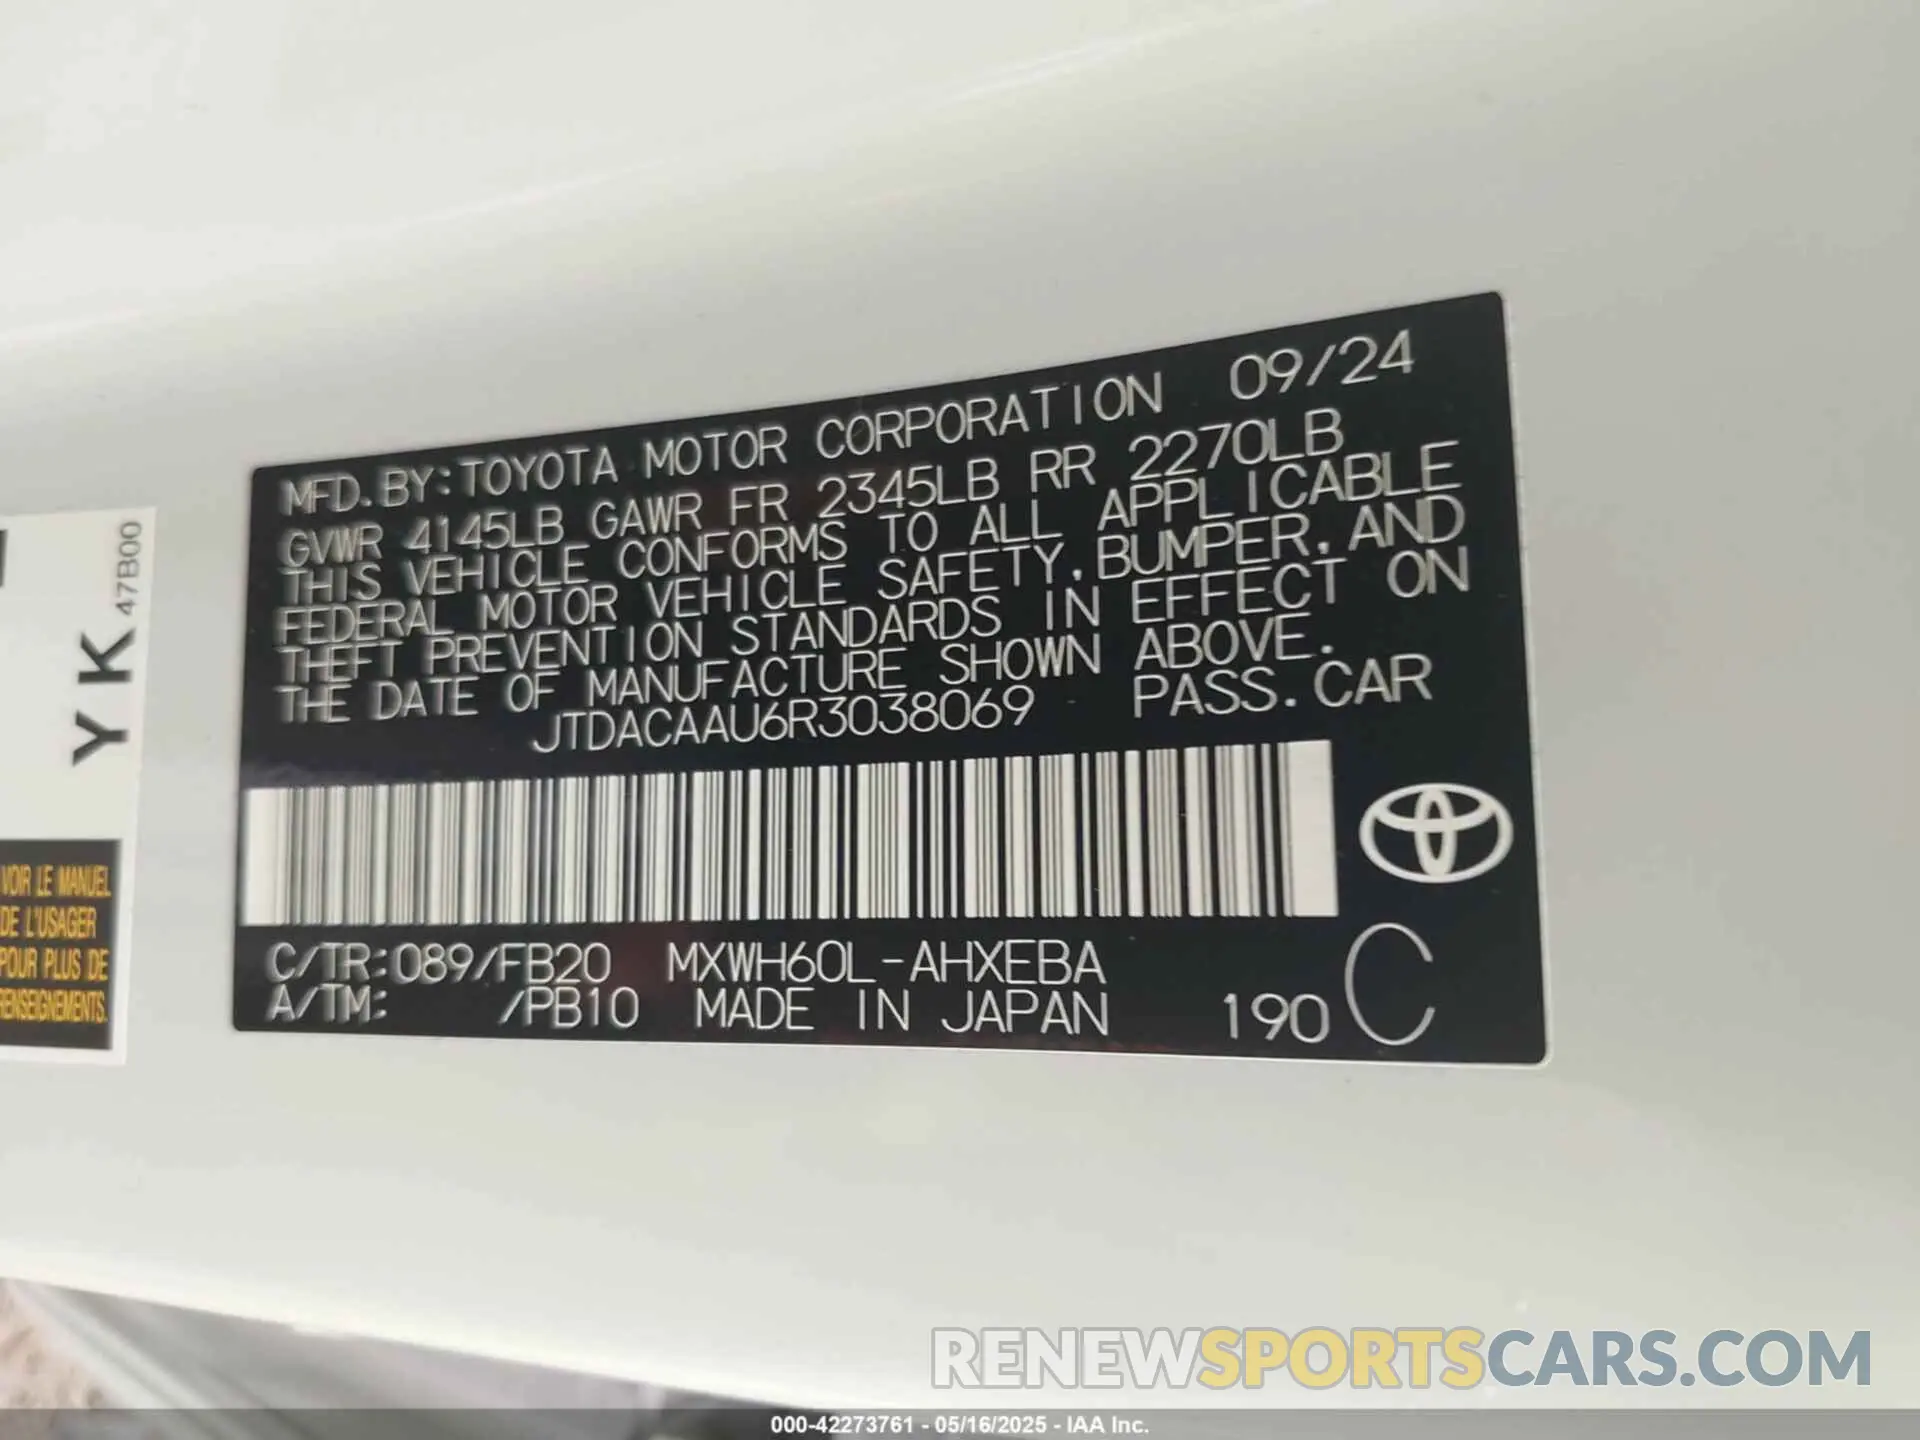 MFD. BY: TOYOTA MOTOR CORPORATION 09/24
GVWR 4145LB GAWR FR 2345LB RR 2270LB
THIS VEHICLE CONFORMS TO ALL APPLICABLE
FEDERAL MOTOR VEHICLE SAFETY, BUMPER, AND
THEFT PREVENTION STANDARDS IN EFFECT ON
THE DATE OF MANUFACTURE SHOWN ABOVE.
JTDACAAU6R3038069 PASS. CAR
C/TR: 089/FB20 MXWH60L-AHXEBA
A/TM: /PB10 MADE IN JAPAN 190 C
YK 47B00
VOIR LE MANUEL
DE L'USAGER
POUR PLUS DE
RENSEIGNEMENTS.
RENEWSPORTSCARS.COM
000-42273761 - 05/16/2025 - IAA Inc.